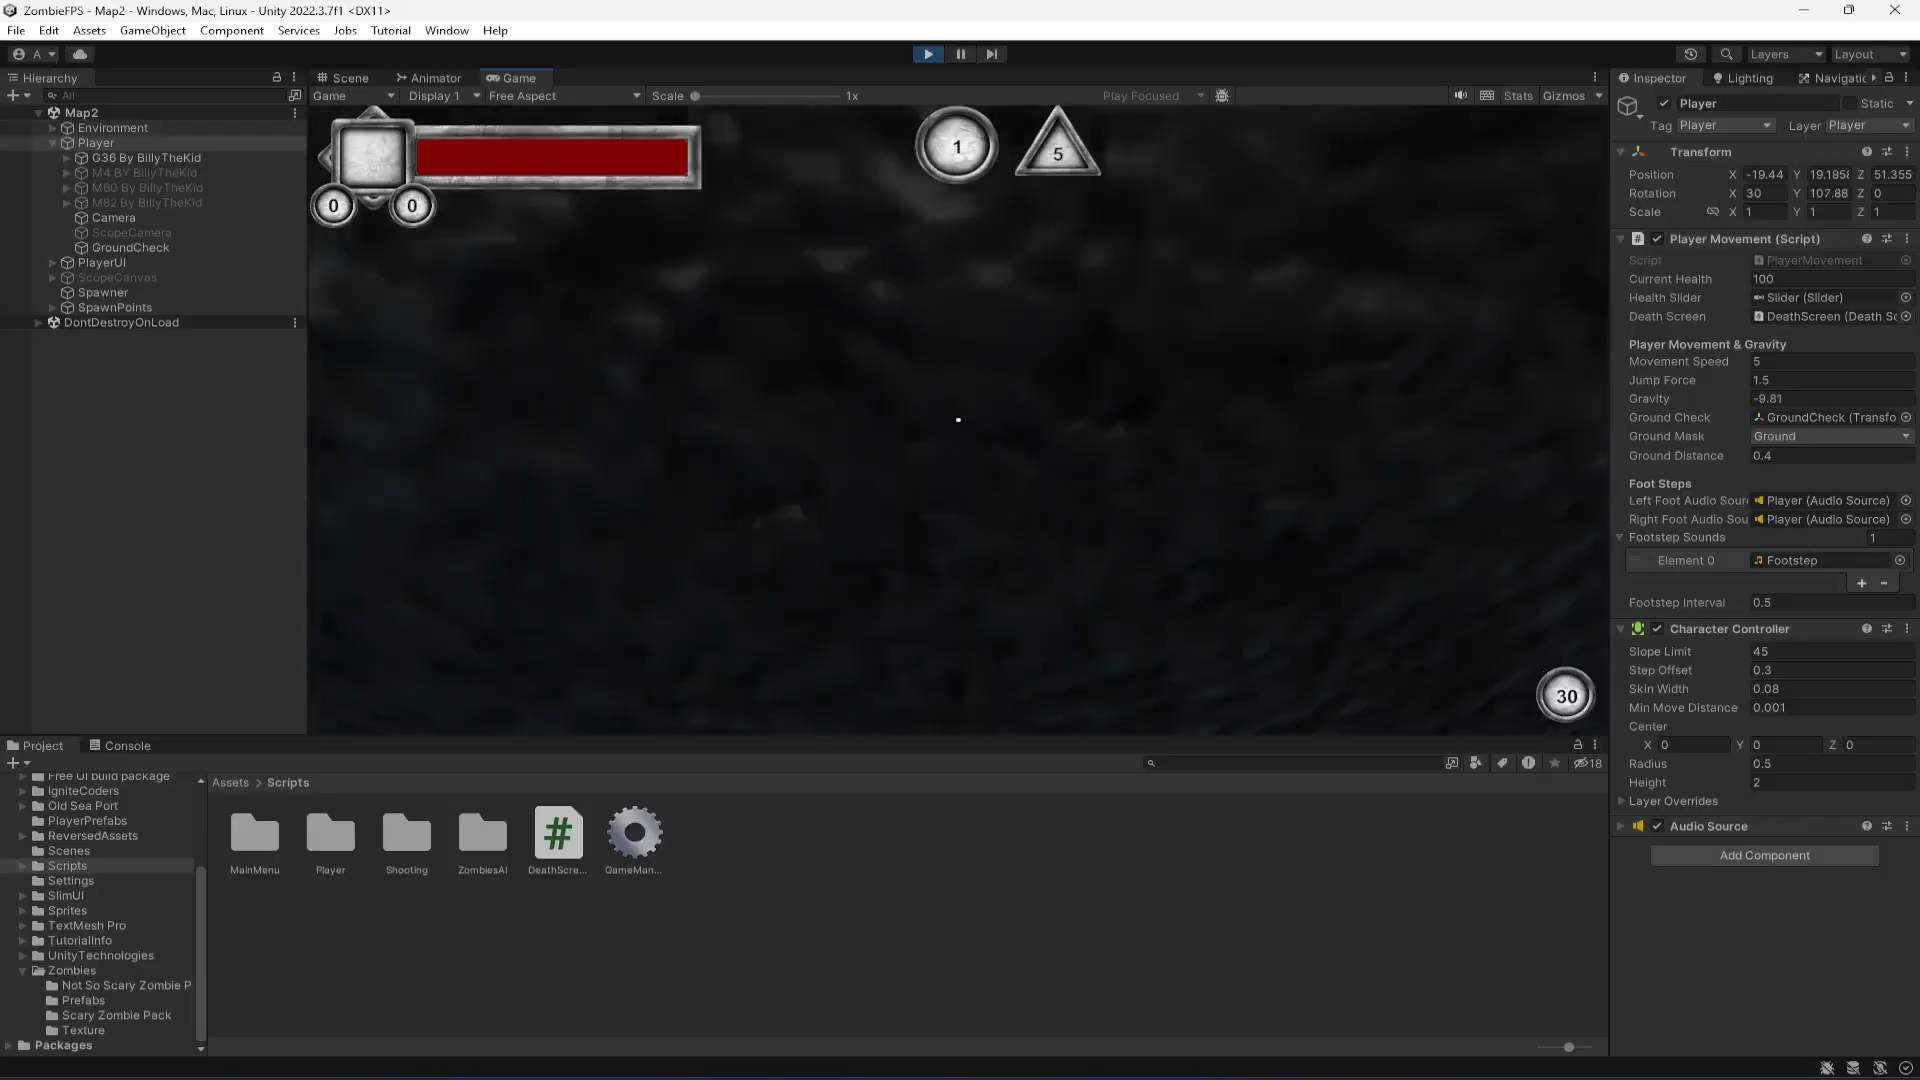 ZombieFPS - Map2 - Windows, Mac, Linux - Unity 2022.3.7f1 <DX11>
File Edit Assets GameObject Component Services Jobs Tutorial Window Help
A Layers Layout
Hierarchy
All
Map2
Environment
Player
G36 By BillyTheKid
M4 BY BillyTheKid
M60 By BillyTheKid
M82 By BillyTheKid
Camera
ScopeCamera
GroundCheck
PlayerUI
ScopeCanvas
Spawner
SpawnPoints
DontDestroyOnLoad
Scene Animator Game
Game Display 1 Free Aspect Scale 1x Play Focused Stats Gizmos
1 5
0 0
30
Inspector Lighting Navigatic
Player Static
Tag Player Layer Player
Transform
Position X -19.44 Y 19.1958 Z 51.355
Rotation X 30 Y 107.88 Z 0
Scale X 1 Y 1 Z 1
# Player Movement (Script)
Script PlayerMovement
Current Health 100
Health Slider Slider (Slider)
Death Screen DeathScreen (Death Sc
Player Movement & Gravity
Movement Speed 5
Jump Force 1.5
Gravity -9.81
Ground Check GroundCheck (Transfo
Ground Mask Ground
Ground Distance 0.4
Foot Steps
Left Foot Audio Sour Player (Audio Source)
Right Foot Audio Sou Player (Audio Source)
Footstep Sounds 1
Element 0 Footstep
+ -
Footstep Interval 0.5
Character Controller
Slope Limit 45
Step Offset 0.3
Skin Width 0.08
Min Move Distance 0.001
Center
X 0 Y 0 Z 0
Radius 0.5
Height 2
Layer Overrides
Audio Source
Add Component
Project Console
18
Free UI build package
IgniteCoders
Old Sea Port
PlayerPrefabs
ReversedAssets
Scenes
Scripts
Settings
SlimUI
Sprites
TextMesh Pro
TutorialInfo
UnityTechnologies
Zombies
Not So Scary Zombie P
Prefabs
Scary Zombie Pack
Texture
Packages
Assets > Scripts
MainMenu Player Shooting ZombiesAI DeathScre... GameMan...